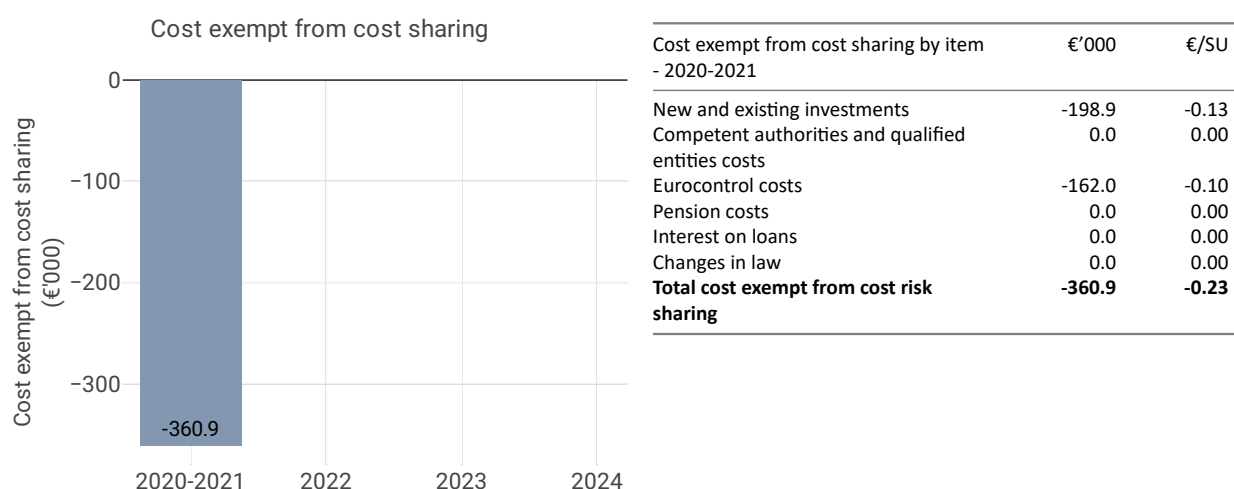 Cost exempt from cost sharing
Cost exempt from cost sharing
(€'000)
0
−100
−200
−300
-360.9
2020-2021 2022 2023 2024
Cost exempt from cost sharing by item €’000 €/SU
- 2020-2021
New and existing investments -198.9 -0.13
Competent authorities and qualified 0.0 0.00
entities costs
Eurocontrol costs -162.0 -0.10
Pension costs 0.0 0.00
Interest on loans 0.0 0.00
Changes in law 0.0 0.00
Total cost exempt from cost risk -360.9 -0.23
sharing